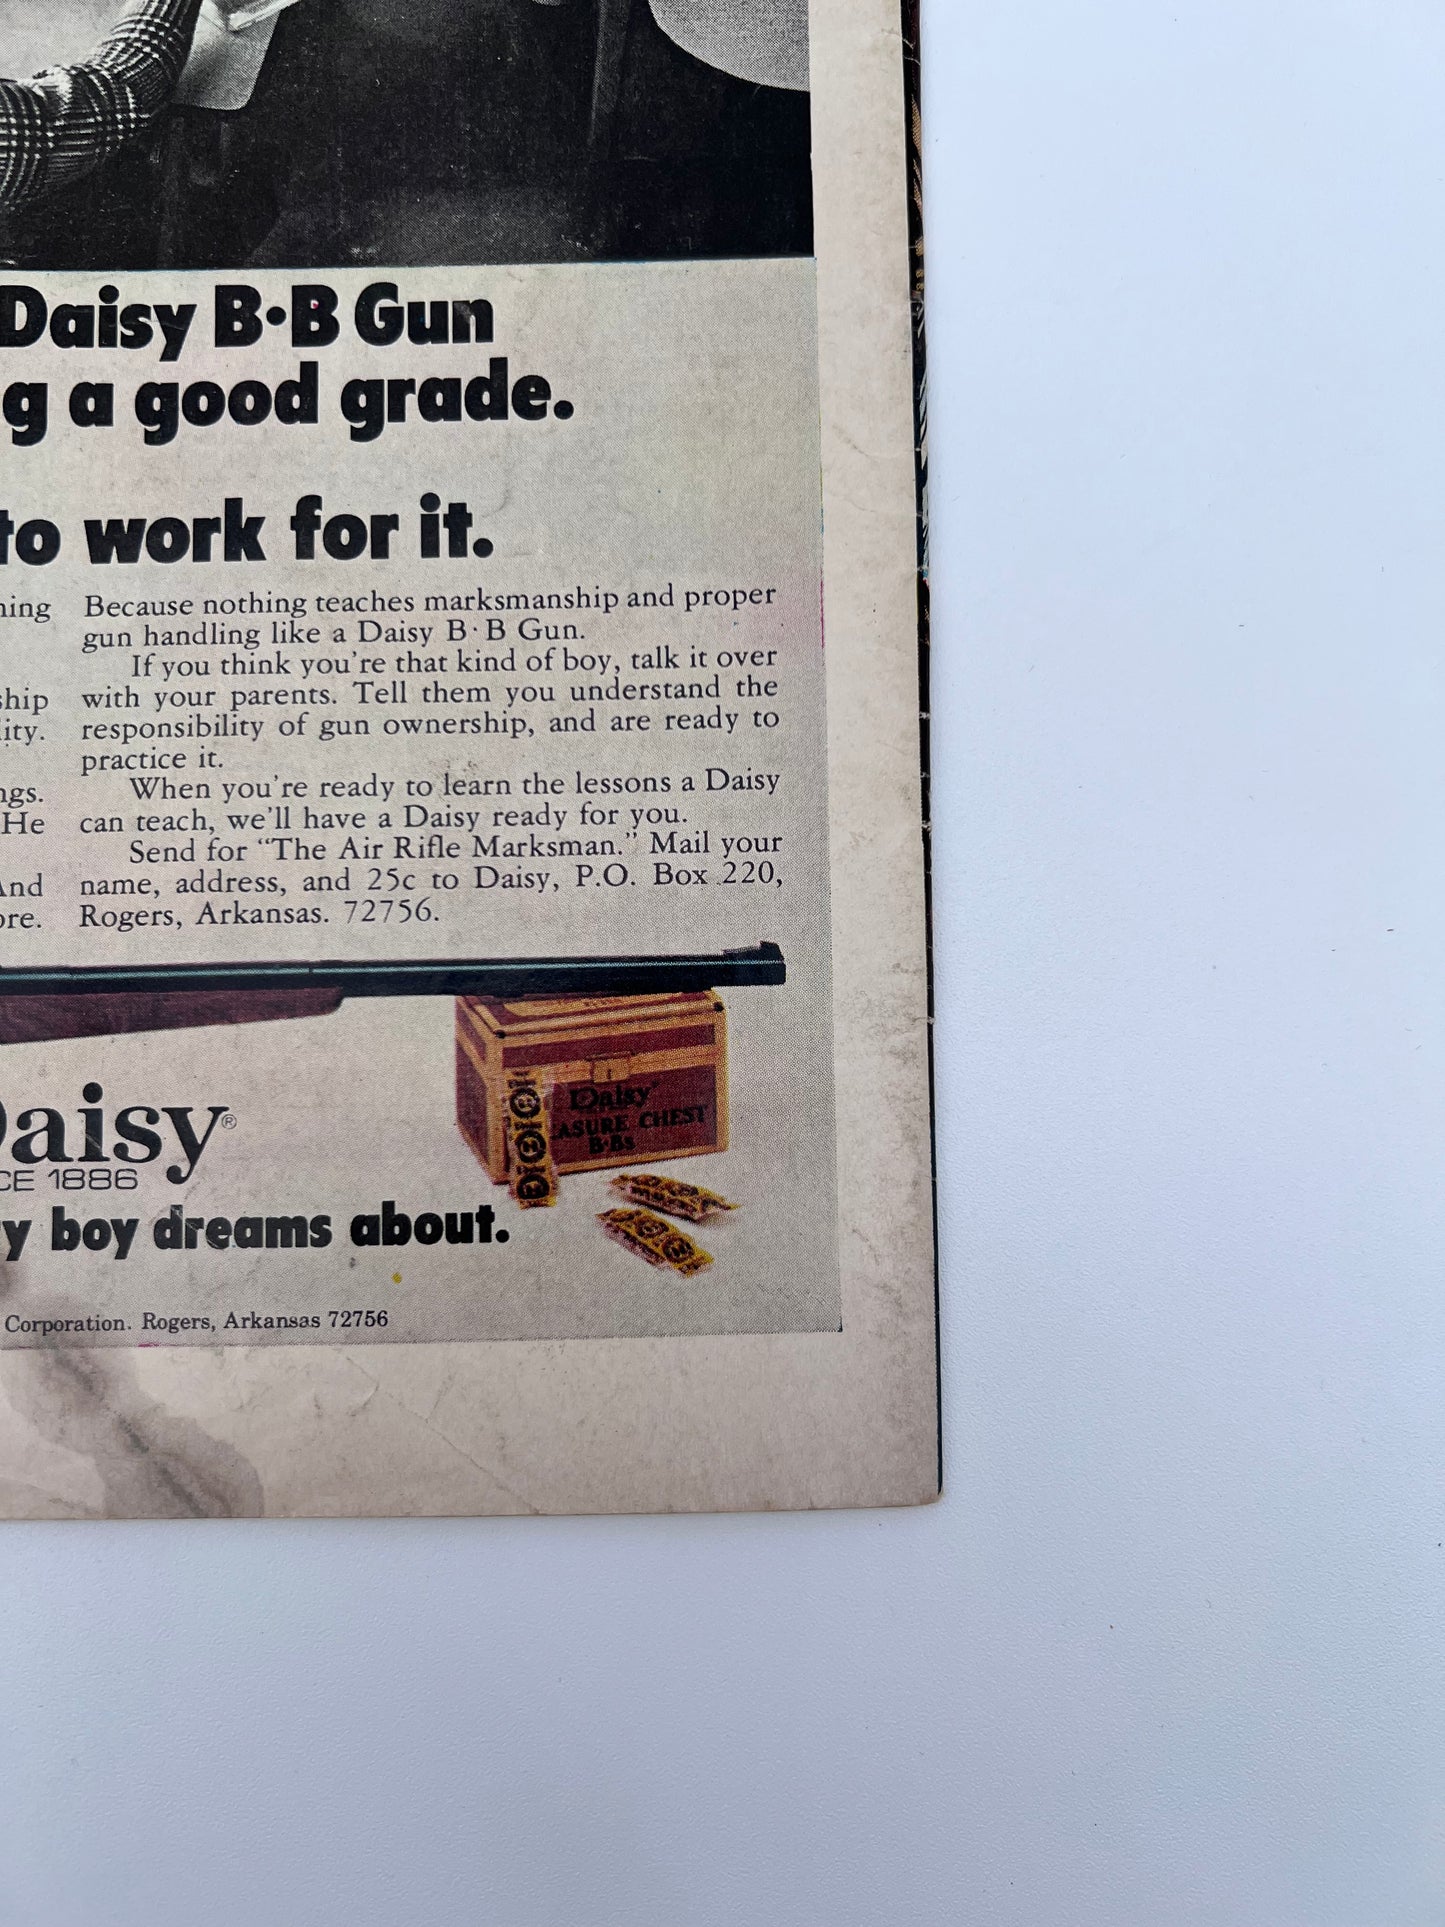 Daisy B·B Gun
g a good grade.
to work for it.
Because nothing teaches marksmanship and proper
gun handling like a Daisy B·B Gun.
If you think you're that kind of boy, talk it over
with your parents. Tell them you understand the
responsibility of gun ownership, and are ready to
practice it.
When you're ready to learn the lessons a Daisy
can teach, we'll have a Daisy ready for you.
Send for "The Air Rifle Marksman." Mail your
name, address, and 25c to Daisy, P.O. Box 220,
Rogers, Arkansas. 72756.
ning
ship
ity.
ngs.
He
And
ore.
Daisy
ASURE CHEST
B·Bs
Daisy®
CE 1886
y boy dreams about.
Corporation. Rogers, Arkansas 72756